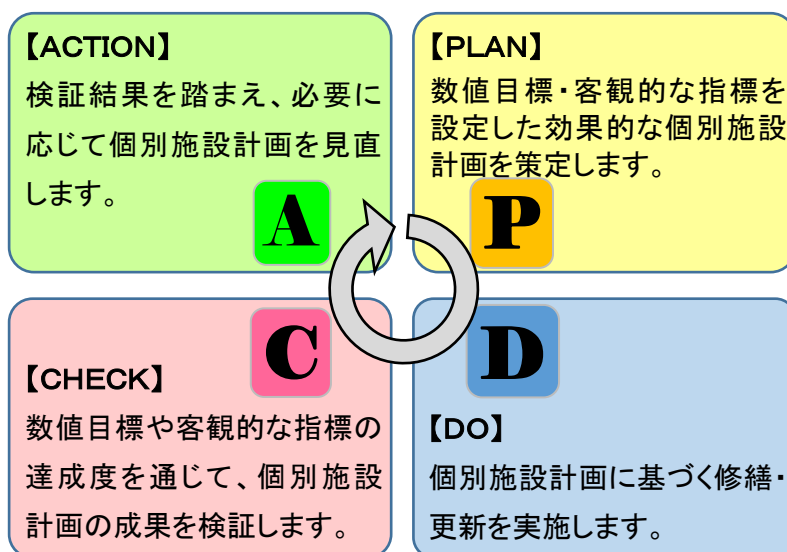 【ACTION】
検証結果を踏まえ、必要に
応じて個別施設計画を見直
します。
A
【PLAN】
数値目標・客観的な指標を
設定した効果的な個別施設
計画を策定します。
P
C
【CHECK】
数値目標や客観的な指標の
達成度を通じて、個別施設
計画の成果を検証します。
D
【DO】
個別施設計画に基づく修繕・
更新を実施します。